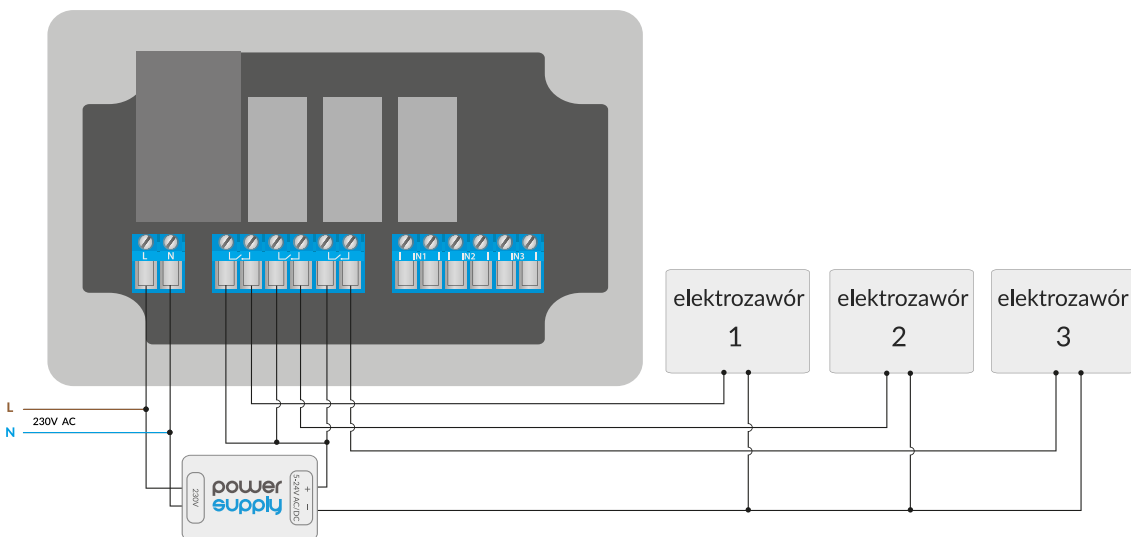 L N
IN1 IN2 IN3
elektrozawór
1
elektrozawór
2
elektrozawór
3
L
230V AC
N
230V
power
supply
5-24V AC/DC
+
−